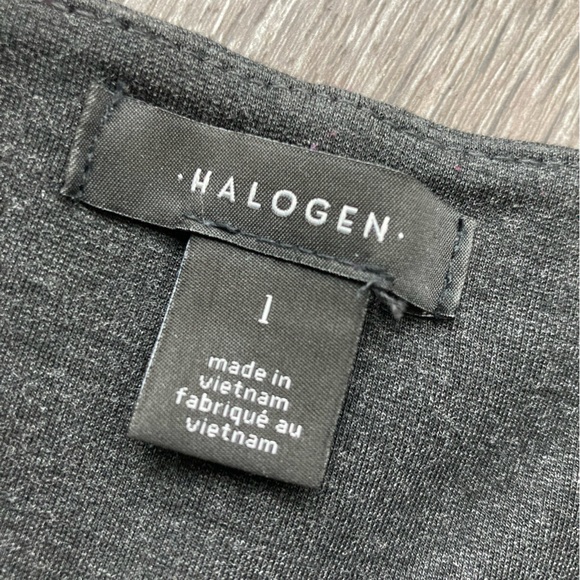 ·HALOGEN·
1
made in
vietnam
fabriqué au
vietnam